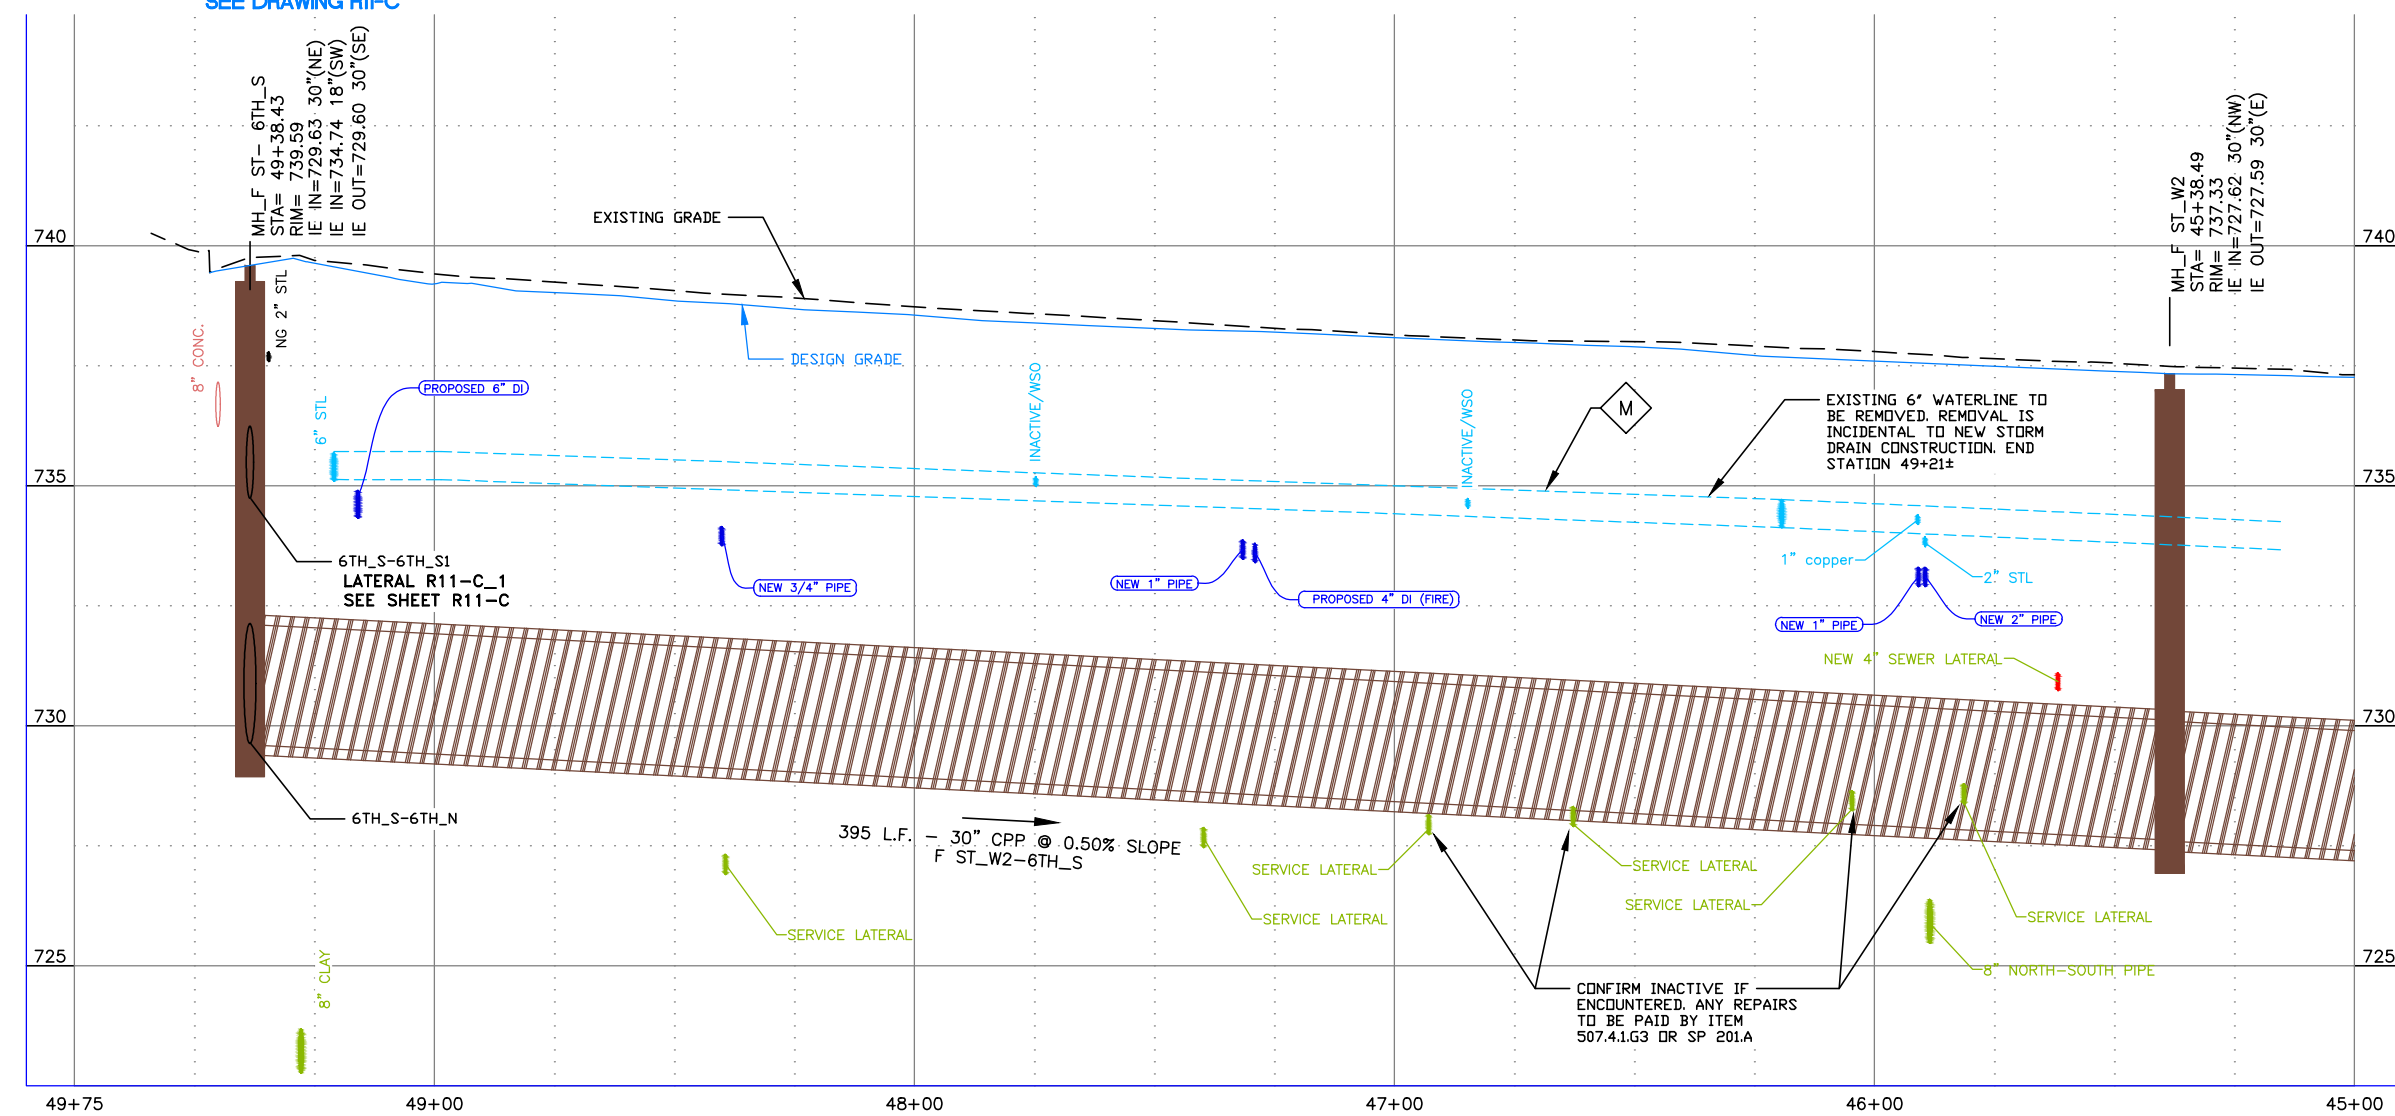 SEE DRAWING R11-C
MH_F ST- 6TH_S
STA= 49+38.43
RIM= 739.59
IE IN=729.63 30"(NE)
IE IN=734.74 18"(SW)
IE OUT=729.60 30"(SE)
MH_F ST_W2
STA= 45+38.49
RIM= 737.33
IE IN=727.62 30"(NW)
IE OUT=727.59 30"(E)
EXISTING GRADE
740
740
NG 2" STL
8" CONC.
DESIGN GRADE
PROPOSED 6" DI
6" STL
INACTIVE/WSO
INACTIVE/WSO
M
EXISTING 6" WATERLINE TO
BE REMOVED. REMOVAL IS
INCIDENTAL TO NEW STORM
DRAIN CONSTRUCTION. END
STATION 49+21±
735
735
6TH_S-6TH_S1
LATERAL R11-C_1
SEE SHEET R11-C
NEW 3/4" PIPE
NEW 1" PIPE
PROPOSED 4" DI (FIRE)
1" copper
2" STL
NEW 1" PIPE
NEW 2" PIPE
NEW 4" SEWER LATERAL
730
730
6TH_S-6TH_N
395 L.F. - 30" CPP @ 0.50% SLOPE
F ST_W2-6TH_S
SERVICE LATERAL
SERVICE LATERAL
SERVICE LATERAL
SERVICE LATERAL
SERVICE LATERAL
SERVICE LATERAL
8" NORTH-SOUTH PIPE
725
725
8" CLAY
CONFIRM INACTIVE IF
ENCOUNTERED. ANY REPAIRS
TO BE PAID BY ITEM
507.4.1.G3 OR SP 201.A
49+75
49+00
48+00
47+00
46+00
45+00